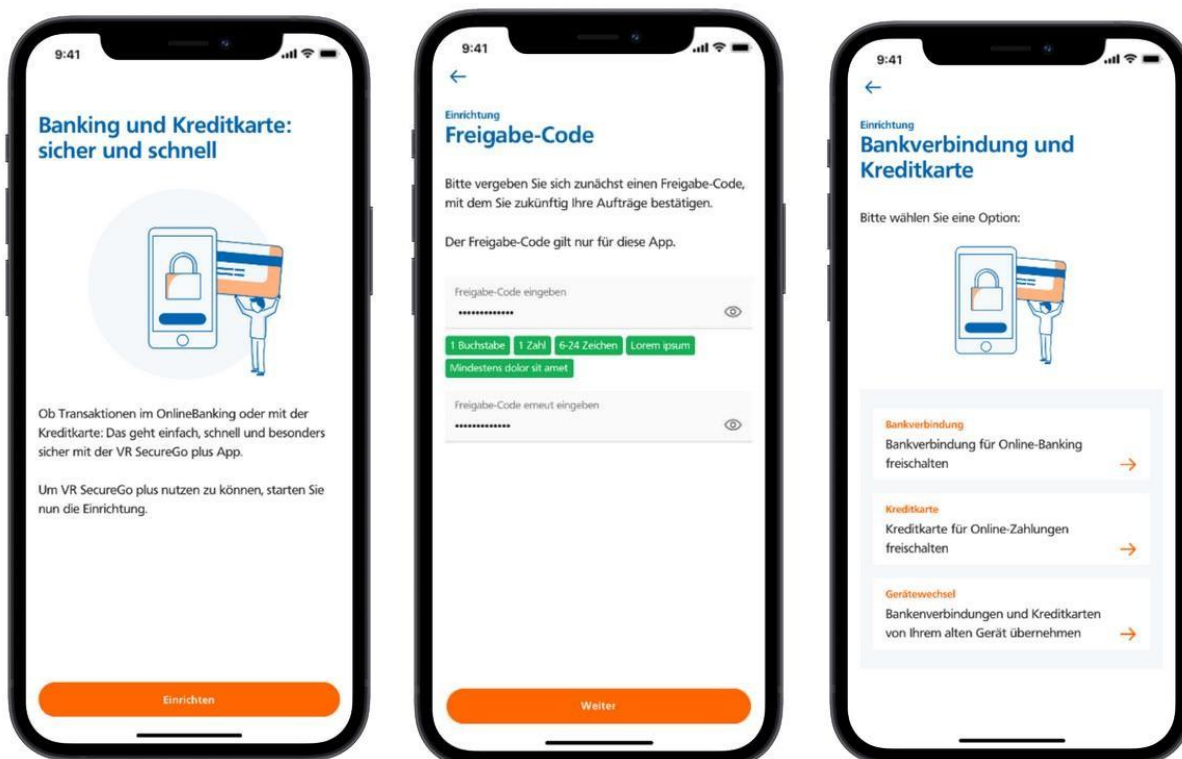 9:41
Banking und Kreditkarte:
sicher und schnell
Ob Transaktionen im OnlineBanking oder mit der
Kreditkarte: Das geht einfach, schnell und besonders
sicher mit der VR SecureGo plus App.
Um VR SecureGo plus nutzen zu können, starten Sie
nun die Einrichtung.
Einrichten
9:41
Einrichtung
Freigabe-Code
Bitte vergeben Sie sich zunächst einen Freigabe-Code,
mit dem Sie zukünftig Ihre Aufträge bestätigen.
Der Freigabe-Code gilt nur für diese App.
Freigabe-Code eingeben
•••••••••••••
1 Buchstabe 1 Zahl 6-24 Zeichen Lorem ipsum
Mindestens dolor sit amet
Freigabe-Code erneut eingeben
•••••••••••••
Weiter
9:41
Einrichtung
Bankverbindung und
Kreditkarte
Bitte wählen Sie eine Option:
Bankverbindung
Bankverbindung für Online-Banking
freischalten
Kreditkarte
Kreditkarte für Online-Zahlungen
freischalten
Gerätewechsel
Bankenverbindungen und Kreditkarten
von Ihrem alten Gerät übernehmen